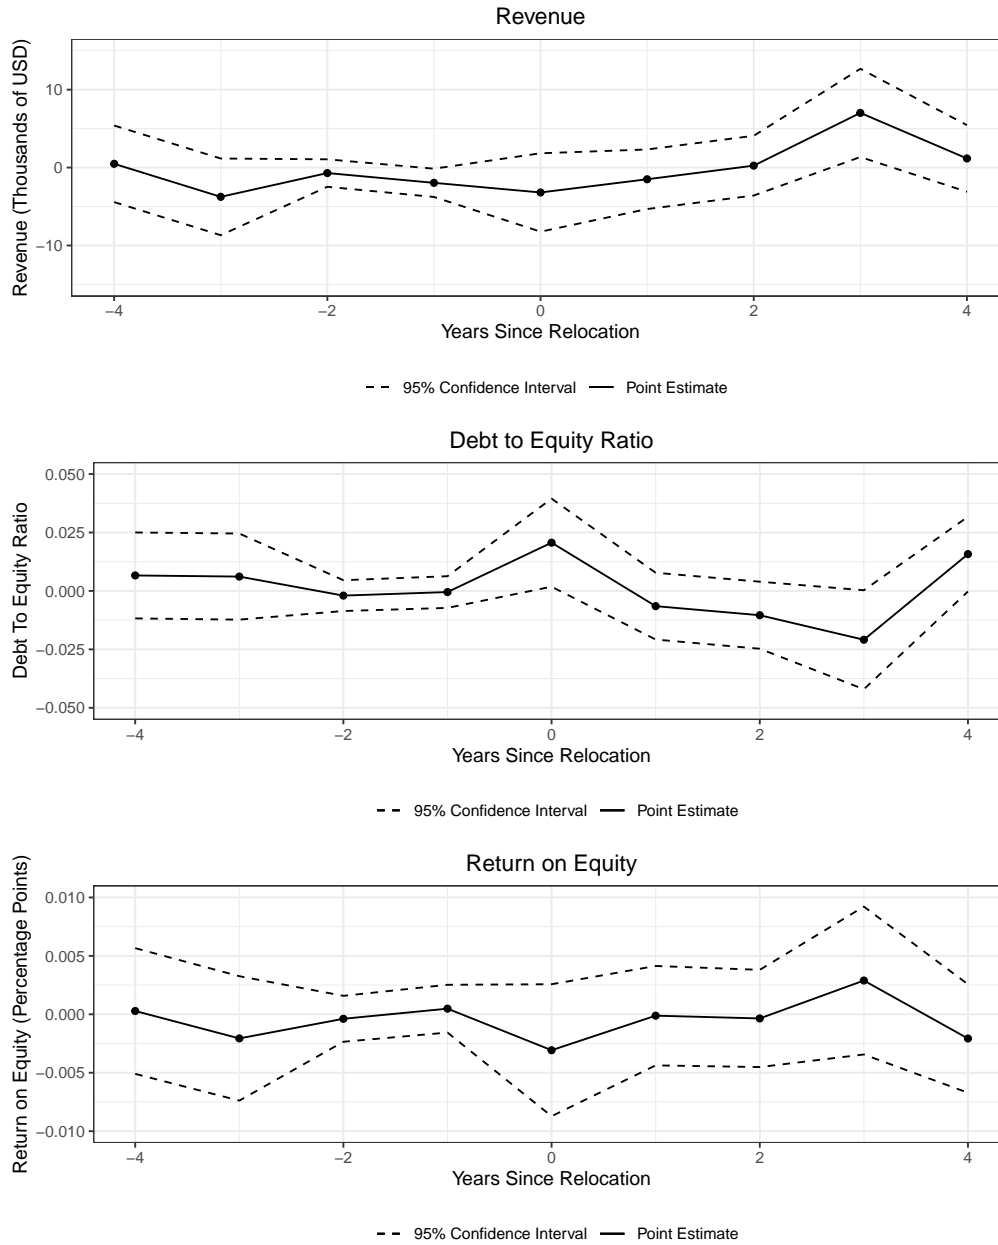 Revenue
Revenue (Thousands of USD)
10
0
−10
−4
−2
0
2
4
Years Since Relocation
95% Confidence Interval
Point Estimate
Debt to Equity Ratio
Debt To Equity Ratio
0.050
0.025
0.000
−0.025
−0.050
−4
−2
0
2
4
Years Since Relocation
95% Confidence Interval
Point Estimate
Return on Equity
Return on Equity (Percentage Points)
0.010
0.005
0.000
−0.005
−0.010
−4
−2
0
2
4
Years Since Relocation
95% Confidence Interval
Point Estimate